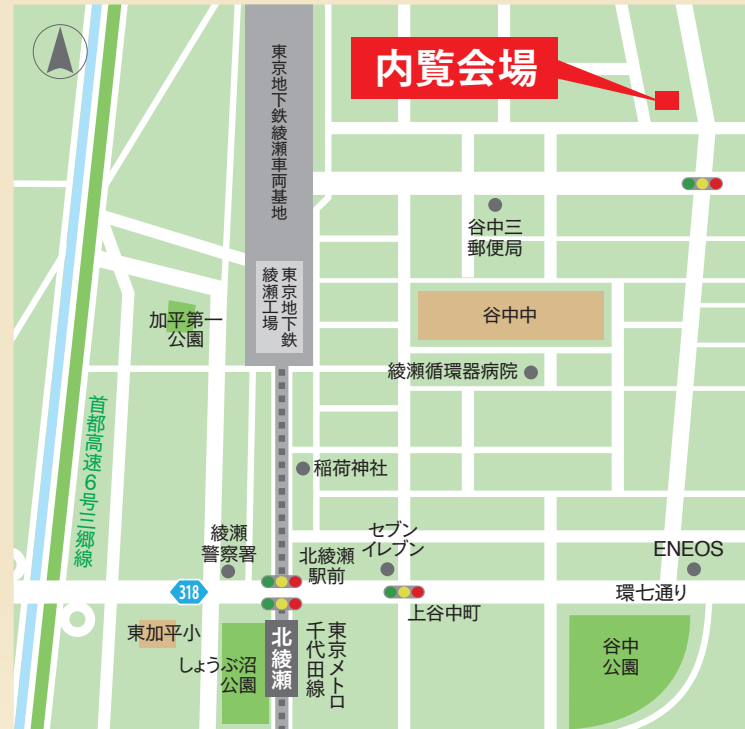 内覧会場
東京地下鉄綾瀬車両基地
谷中三
郵便局
東京地下鉄
綾瀬工場
加平第一
公園
谷中中
綾瀬循環器病院
首都高速6号三郷線
稲荷神社
綾瀬
警察署
北綾瀬
駅前
セブン
イレブン
ENEOS
318
環七通り
上谷中町
東加平小
しょうぶ沼
公園
北綾瀬
東京メトロ
千代田線
谷中
公園